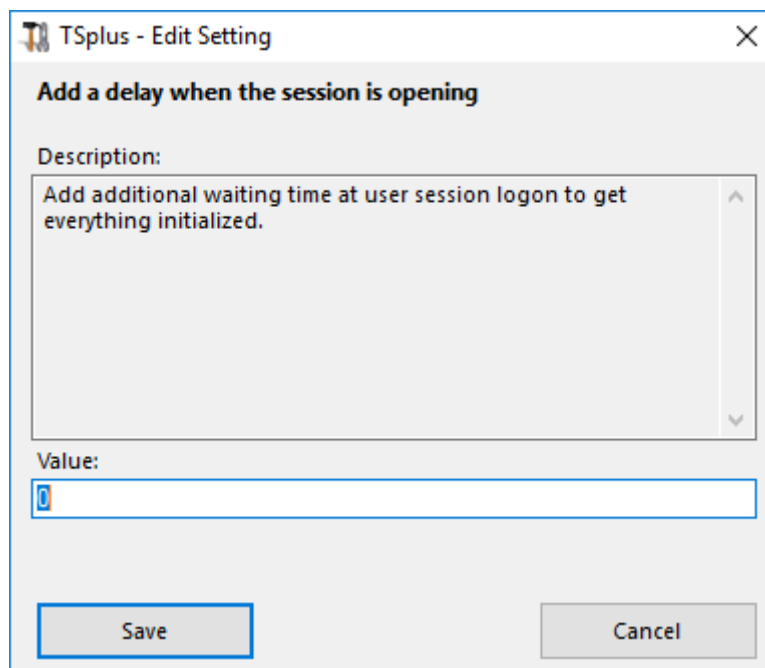 TSplus - Edit Setting
Add a delay when the session is opening
Description:
Add additional waiting time at user session logon to get
everything initialized.
Value:
0
Save
Cancel